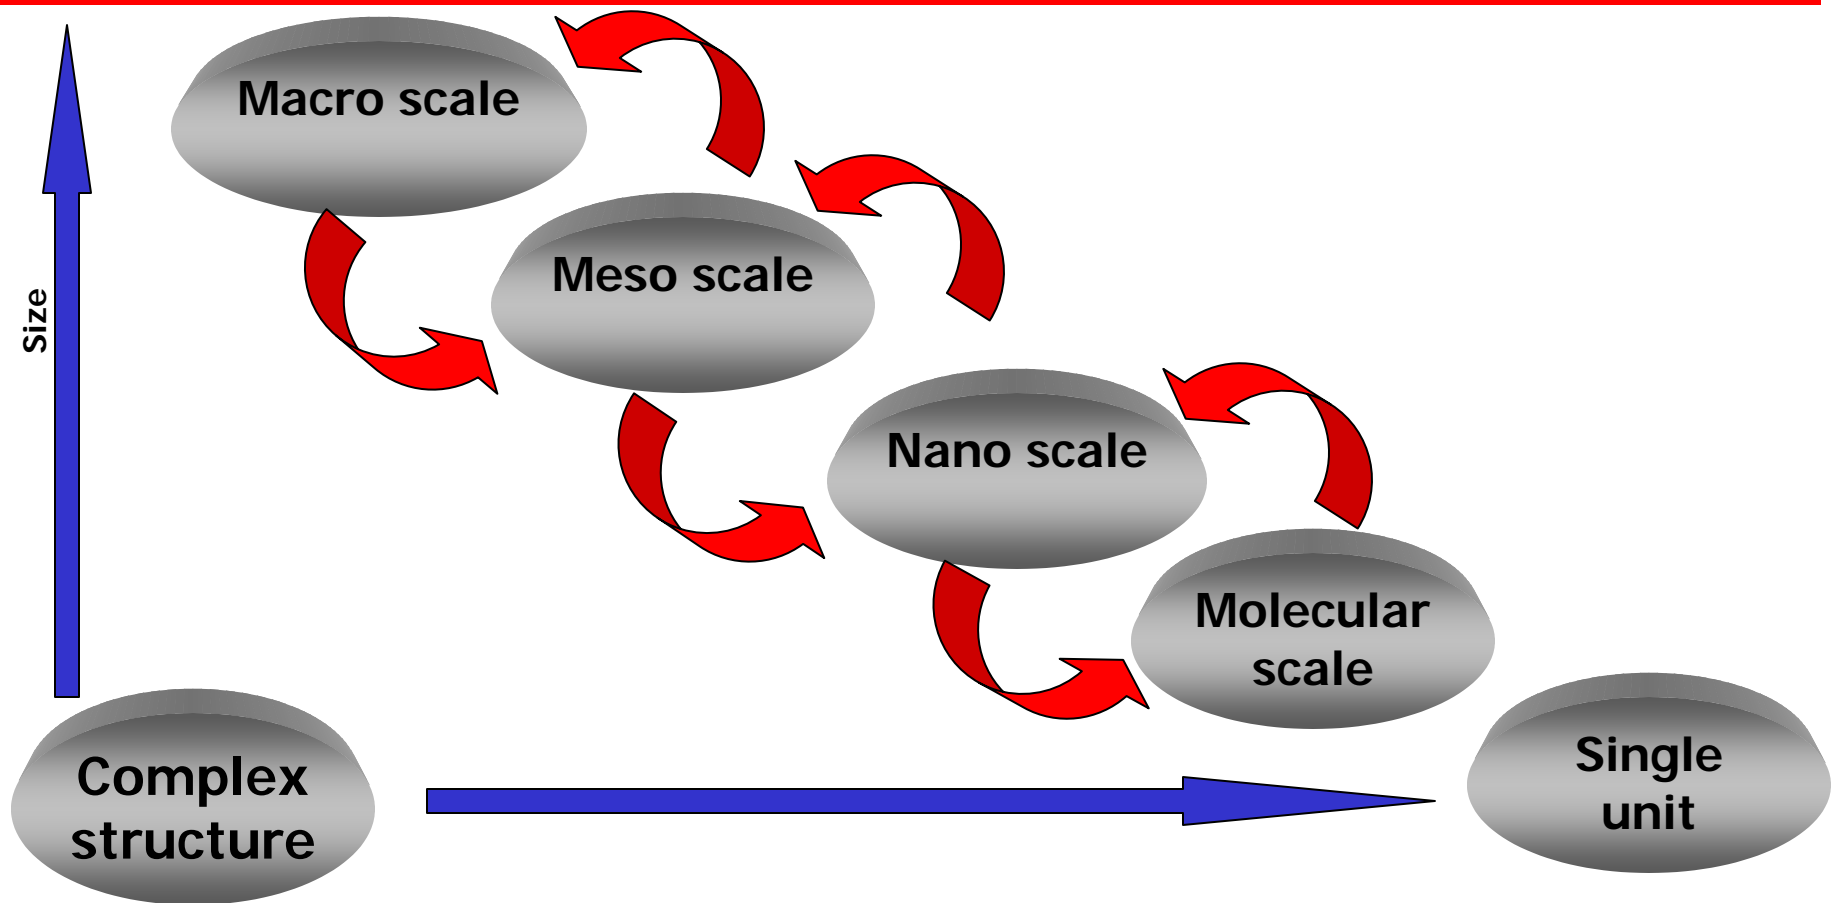 Macro scale
Meso scale
Size
Nano scale
Molecular
scale
Complex
structure
Single
unit